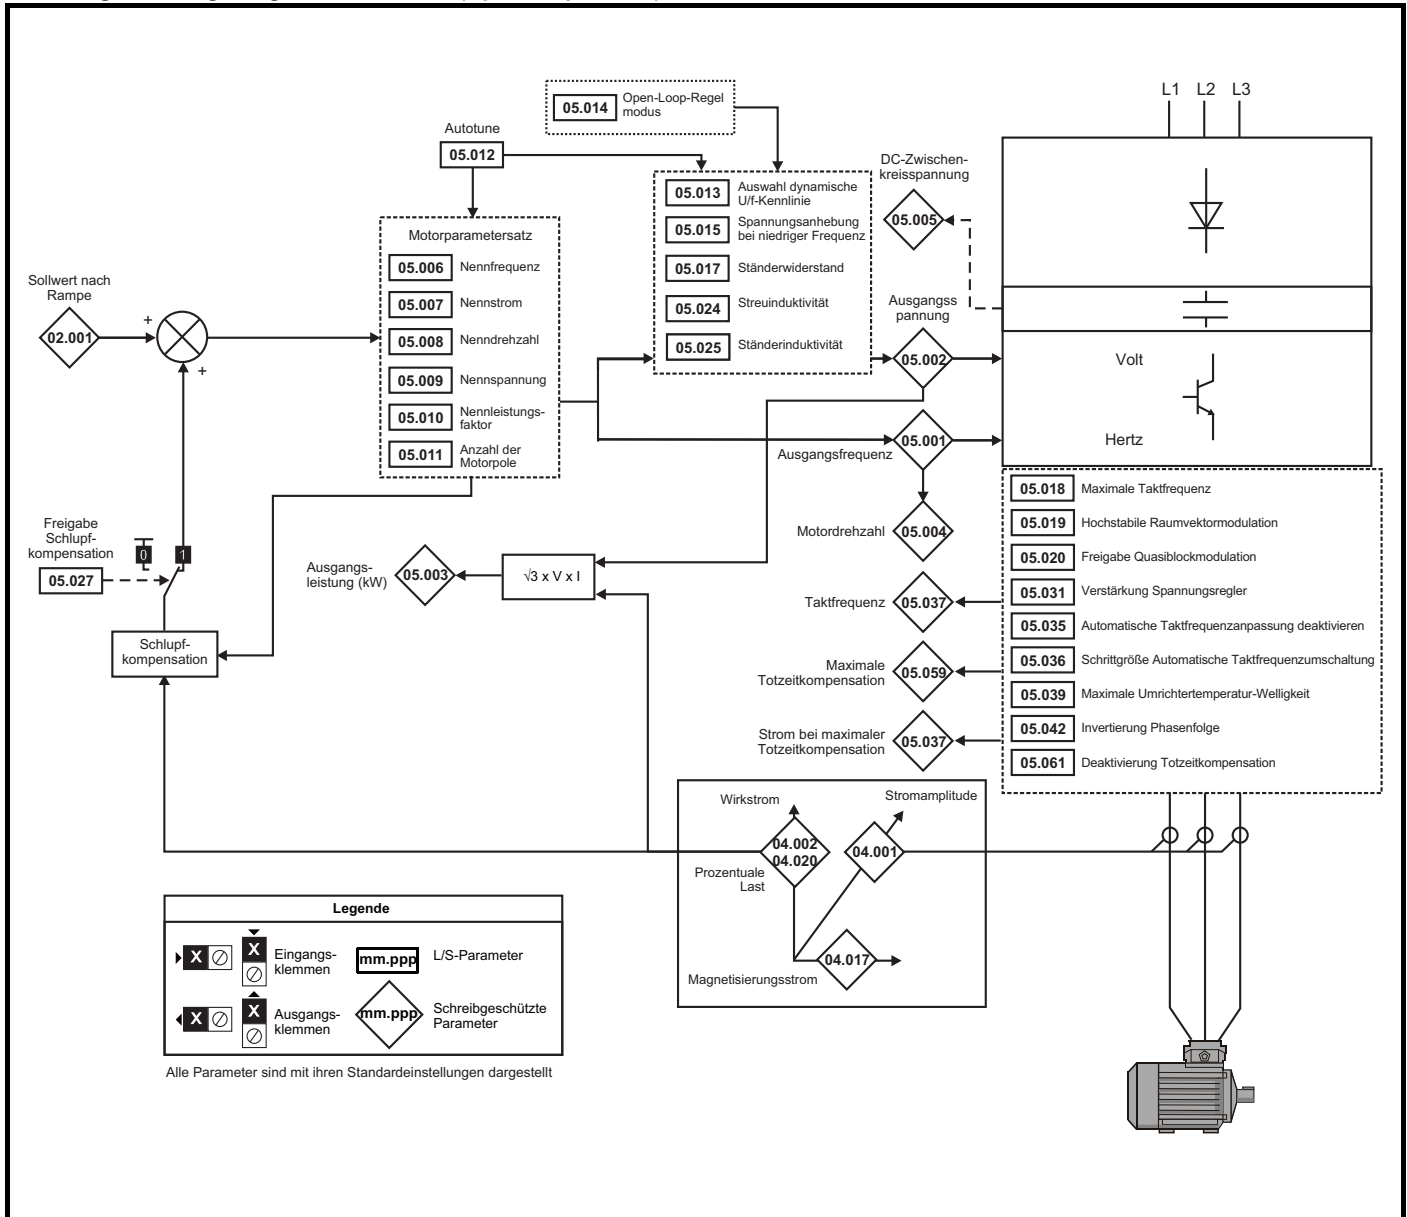 05.014
Open-Loop-Regel
modus
L1 L2 L3
Autotune
05.012
DC-Zwischen-
kreisspannung
05.005
05.013
Auswahl dynamische
U/f-Kennlinie
05.015
Spannungsanhebung
bei niedriger Frequenz
05.017
Ständerwiderstand
05.024
Streuinduktivität
05.025
Ständerinduktivität
Motorparametersatz
05.006
Nennfrequenz
05.007
Nennstrom
05.008
Nenndrehzahl
05.009
Nennspannung
05.010
Nennleistungs-
faktor
05.011
Anzahl der
Motorpole
Sollwert nach
Rampe
02.001
+
+
Ausgangss
pannung
05.002
Volt
05.001
Ausgangsfrequenz
Hertz
Motordrehzahl
05.004
05.018
Maximale Taktfrequenz
05.019
Hochstabile Raumvektormodulation
05.020
Freigabe Quasiblockmodulation
05.031
Verstärkung Spannungsregler
05.035
Automatische Taktfrequenzanpassung deaktivieren
05.036
Schrittgröße Automatische Taktfrequenzumschaltung
05.039
Maximale Umrichtertemperatur-Welligkeit
05.042
Invertierung Phasenfolge
05.061
Deaktivierung Totzeitkompensation
Freigabe
Schlupf-
kompensation
05.027
0 1
Schlupf-
kompensation
Ausgangs-
leistung (kW)
05.003
√3 x V x I
Taktfrequenz
05.037
Maximale
Totzeitkompensation
05.059
Strom bei maximaler
Totzeitkompensation
05.037
Wirkstrom
Stromamplitude
04.002
04.020
04.001
Prozentuale
Last
04.017
Magnetisierungsstrom
Legende
X
X
Eingangs-
klemmen
mm.ppp
L/S-Parameter
X
X
Ausgangs-
klemmen
mm.ppp
Schreibgeschützte
Parameter
Alle Parameter sind mit ihren Standardeinstellungen dargestellt